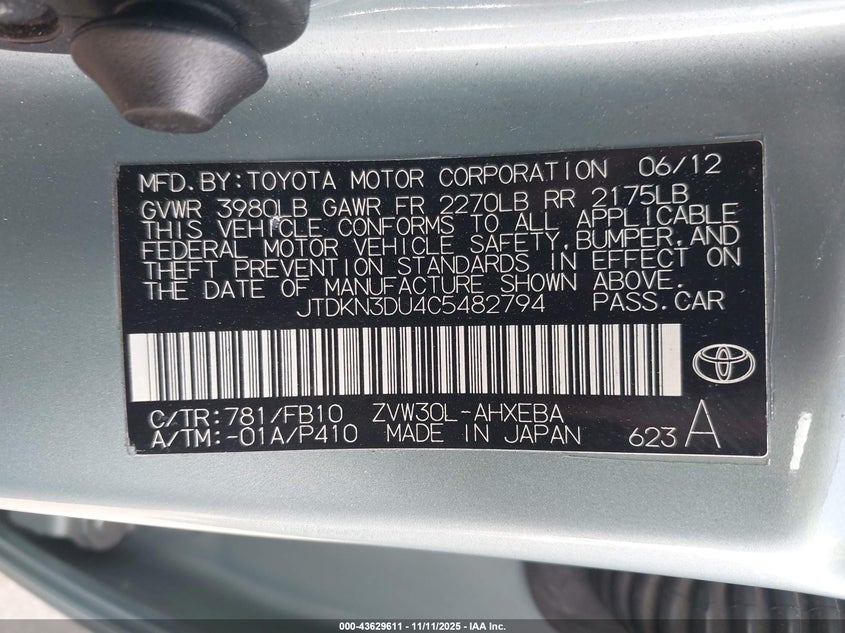 MFD. BY: TOYOTA MOTOR CORPORATION 06/12
GVWR 3980LB GAWR FR 2270LB RR 2175LB
THIS VEHICLE CONFORMS TO ALL APPLICABLE
FEDERAL MOTOR VEHICLE SAFETY, BUMPER, AND
THEFT PREVENTION STANDARDS IN EFFECT ON
THE DATE OF MANUFACTURE SHOWN ABOVE.
JTDKN3DU4C5482794 PASS. CAR
C/TR: 781/FB10 ZVW30L-AHXEBA
A/TM: -01A/P410 MADE IN JAPAN 623 A
000-43629611 - 11/11/2025 - IAA Inc.